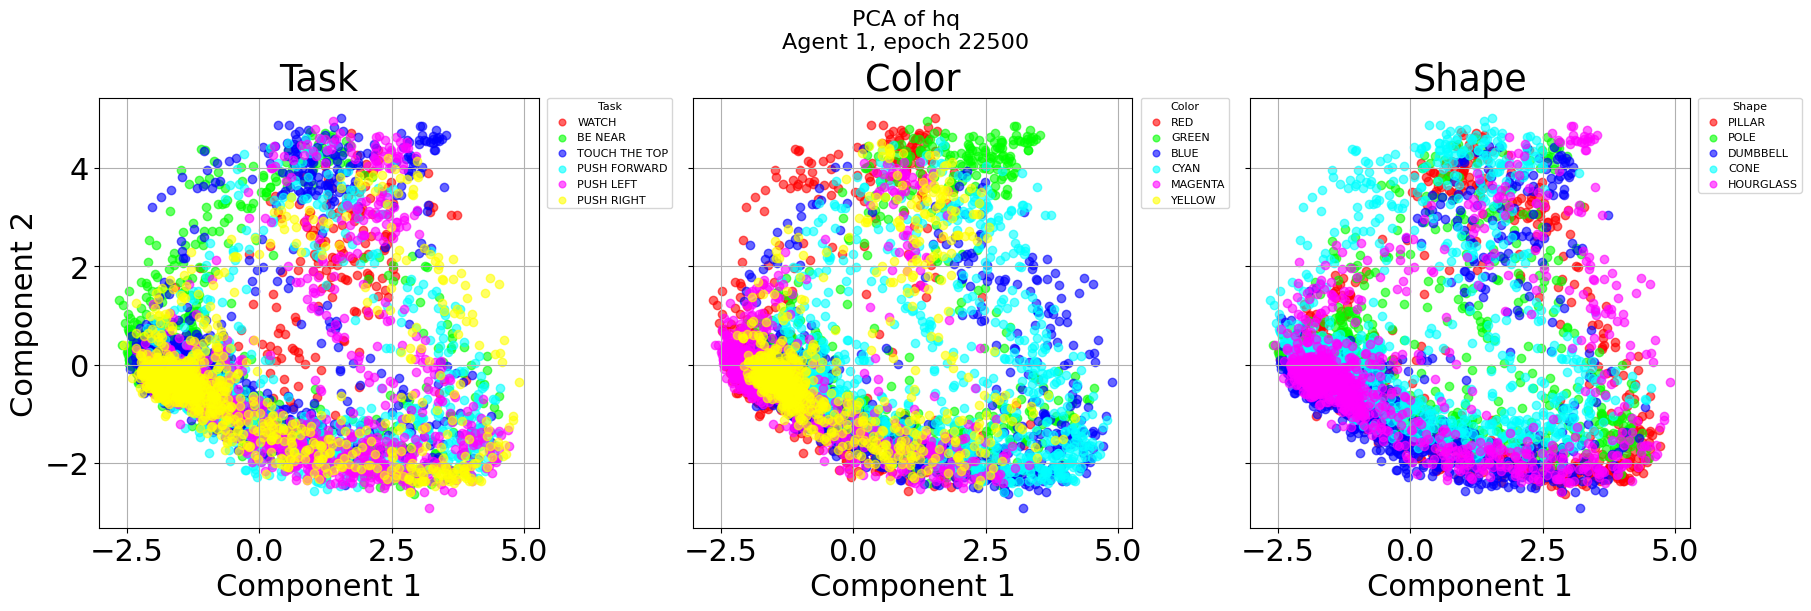 PCA of hq
Agent 1, epoch 22500
Task
Component 2
4
2
0
−2
−2.5 0.0 2.5 5.0
Component 1
Task
WATCH
BE NEAR
TOUCH THE TOP
PUSH FORWARD
PUSH LEFT
PUSH RIGHT
Color
−2.5 0.0 2.5 5.0
Component 1
Color
RED
GREEN
BLUE
CYAN
MAGENTA
YELLOW
Shape
−2.5 0.0 2.5 5.0
Component 1
Shape
PILLAR
POLE
DUMBBELL
CONE
HOURGLASS